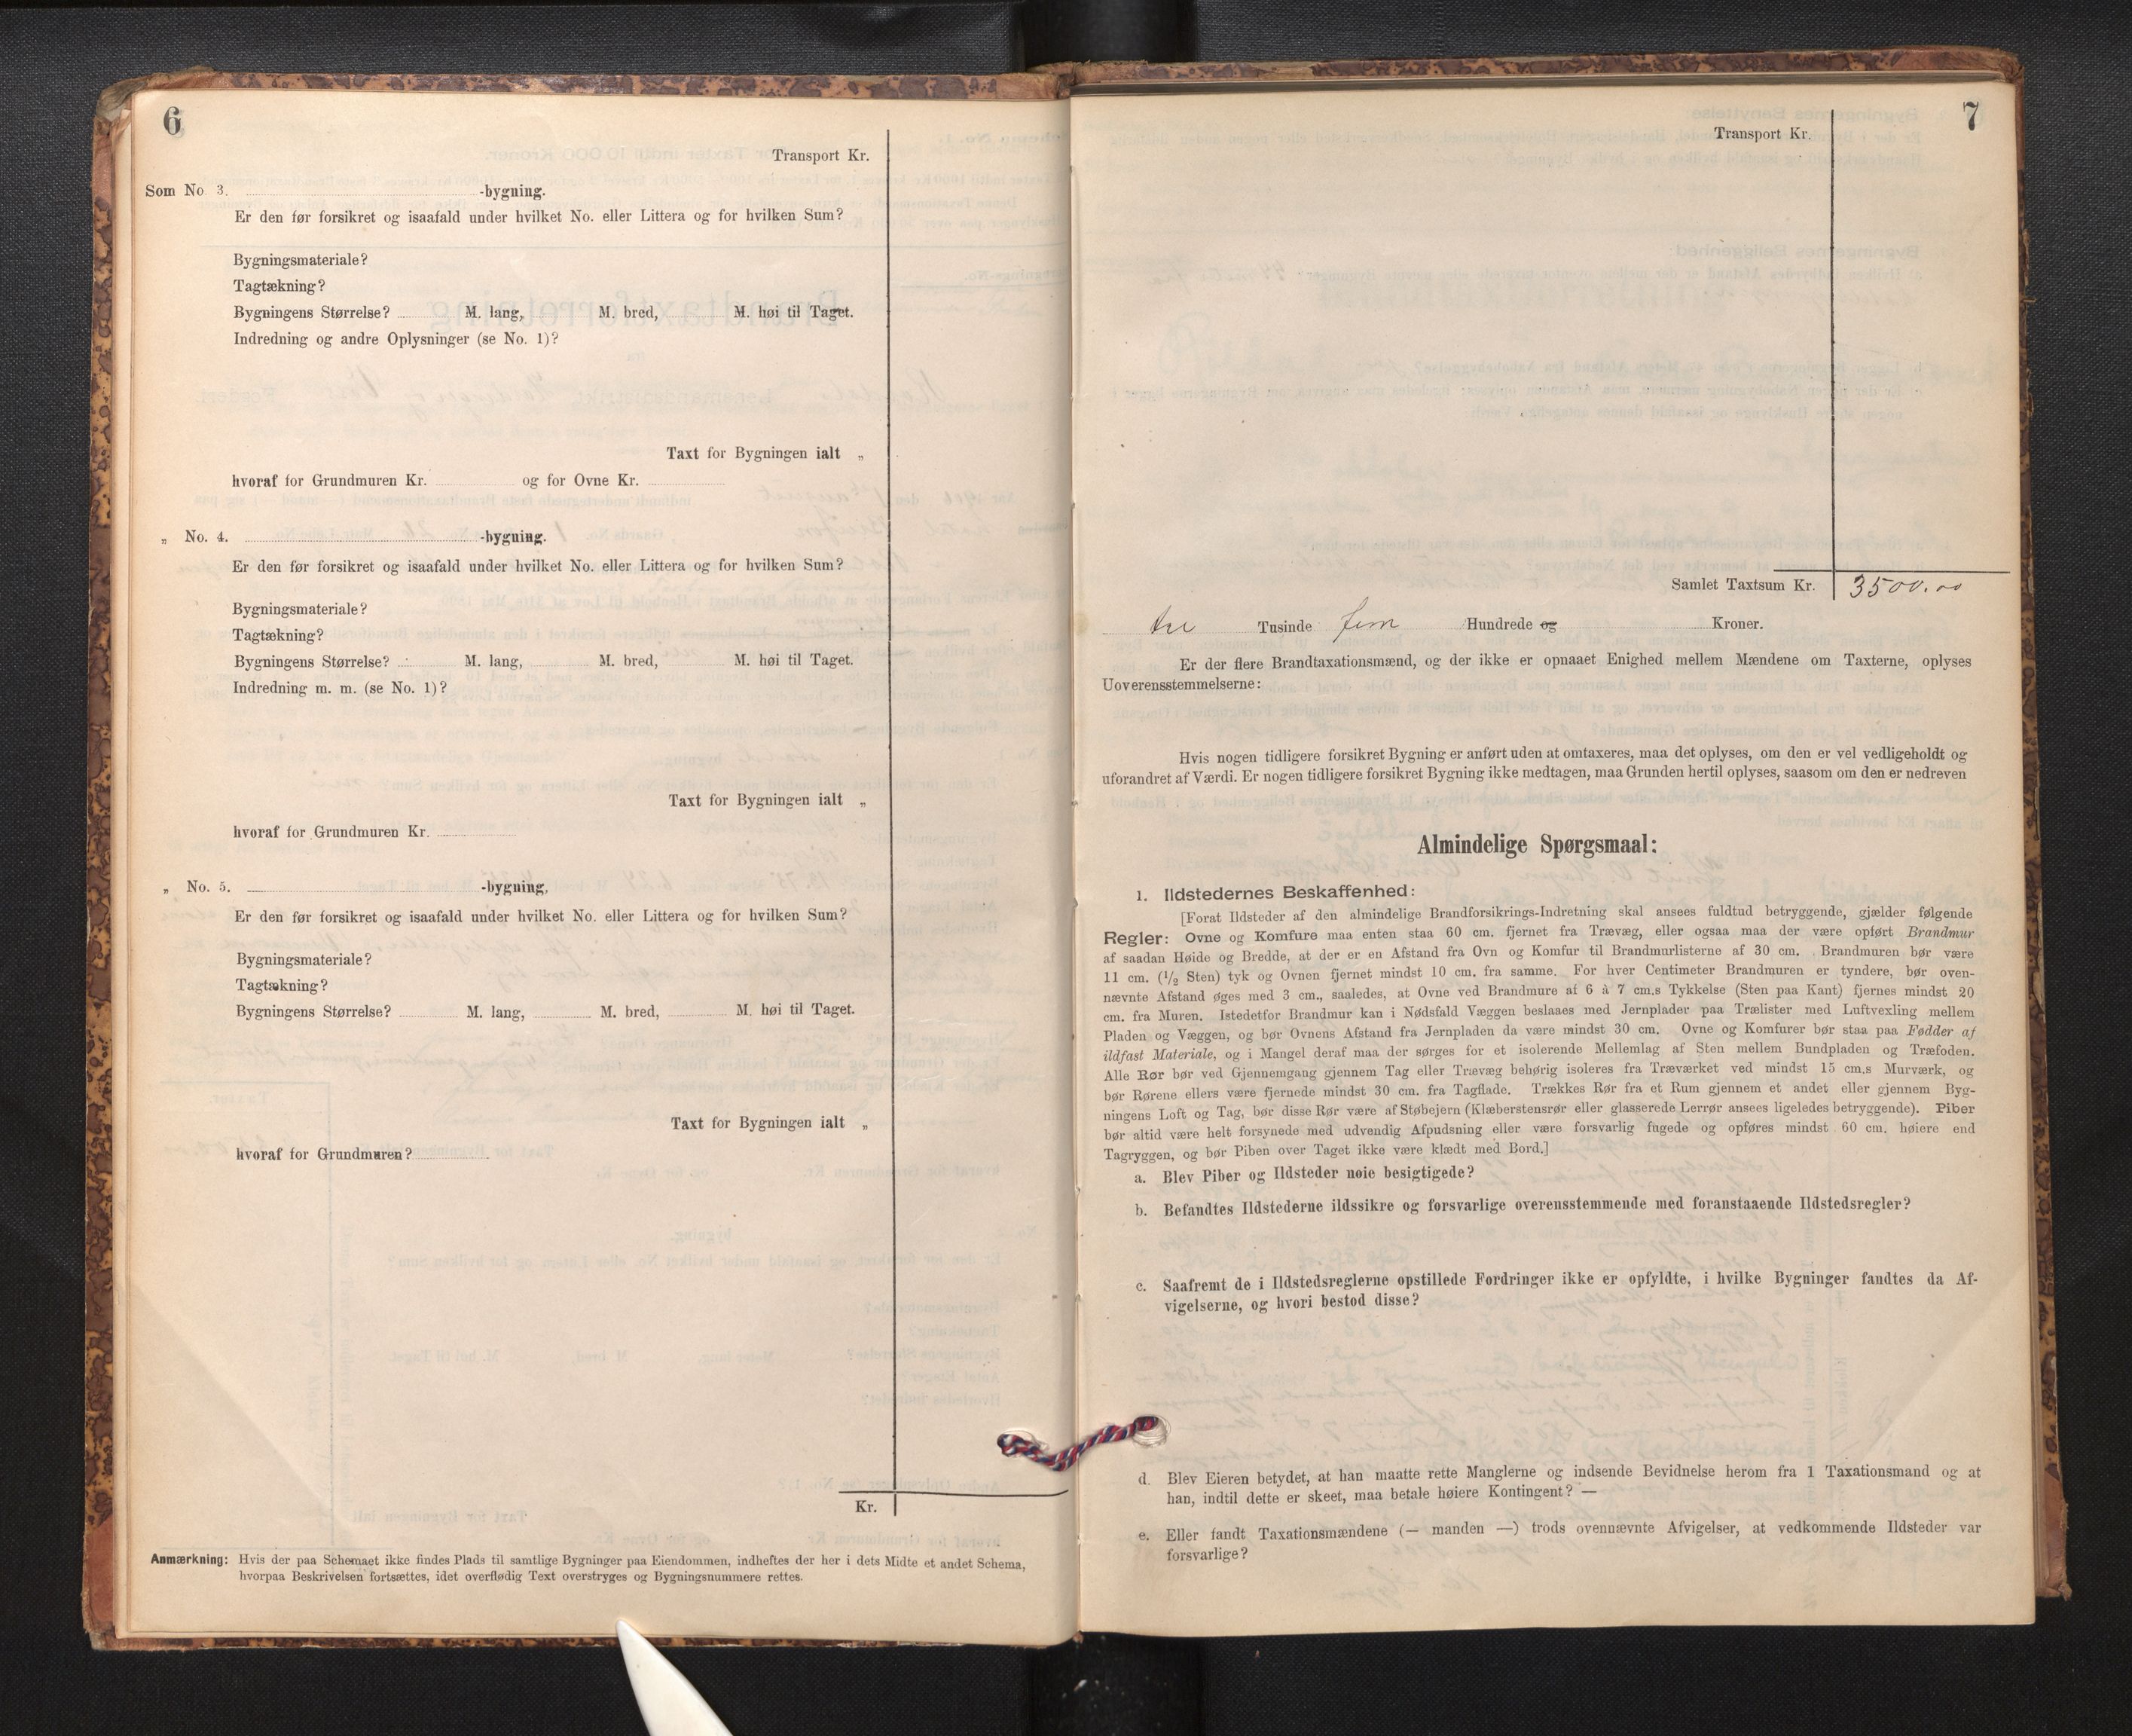 6
Transport Kr.
Som No. 3. -bygning.
Er den før forsikret og isaafald under hvilket No. eller Littera og for hvilken Sum?
Bygningsmateriale?
Tagtækning?
Bygningens Størrelse? M. lang, M. bred, M. høi til Taget.
Indredning og andre Oplysninger (se No. 1)?
Taxt for Bygningen ialt „
hvoraf for Grundmuren Kr. og for Ovne Kr.
„ No. 4. -bygning.
Er den før forsikret og isaafald under hvilket No. eller Littera og for hvilken Sum?
Bygningsmateriale?
Tagtækning?
Bygningens Størrelse? M. lang, M. bred, M. høi til Taget.
Indredning m. m. (se No. 1)?
Taxt for Bygningen ialt „
hvoraf for Grundmuren Kr.
„ No. 5. -bygning,
Er den før forsikret og isaafald under hvilket No. eller Littera og for hvilken Sum?
Bygningsmateriale?
Tagtækning?
Bygningens Størrelse? M. lang, M. bred, M. høi til Taget.
Taxt for Bygningen ialt „
hvoraf for Grundmuren?
Kr.
Anmærkning: Hvis der paa Schemaet ikke findes Plads til samtlige Bygninger paa Eiendommen, indheftes der her i dets Midte et andet Schema,
hvorpaa Beskrivelsen fortsættes, idet overflødig Text overstryges og Bygningsnummere rettes.
7
Transport Kr.
Samlet Taxtsum Kr. 3500.00
tre Tusinde fem Hundrede og Kroner.
Er der flere Brandtaxationsmænd, og der ikke er opnaaet Enighed mellem Mændene om Taxterne, oplyses
Uoverensstemmelserne:
Hvis nogen tidligere forsikret Bygning er anført uden at omtaxeres, maa det oplyses, om den er vel vedligeholdt og
uforandret af Værdi. Er nogen tidligere forsikret Bygning ikke medtagen, maa Grunden hertil oplyses, saasom om den er nedreven
Almindelige Spørgsmaal:
1. Ildstedernes Beskaffenhed:
[Forat Ildsteder af den almindelige Brandforsikrings-Indretning skal ansees fuldtud betryggende, gjælder følgende
Regler: Ovne og Komfure maa enten staa 60 cm. fjernet fra Trævæg, eller ogsaa maa der være opført Brandmur
af saadan Høide og Bredde, at der er en Afstand fra Ovn og Komfur til Brandmurlisterne af 30 cm. Brandmuren bør være
11 cm. (1/2 Sten) tyk og Ovnen fjernet mindst 10 cm. fra samme. For hver Centimeter Brandmuren er tyndere, bør oven-
nævnte Afstand øges med 3 cm., saaledes, at Ovne ved Brandmure af 6 à 7 cm.s Tykkelse (Sten paa Kant) fjernes mindst 20
cm. fra Muren. Istedetfor Brandmur kan i Nødsfald Væggen beslaaes med Jernplader paa Trælister med Luftvexling mellem
Pladen og Væggen, og bør Ovnens Afstand fra Jernpladen da være mindst 30 cm. Ovne og Komfurer bør staa paa Fødder af
ildfast Materiale, og i Mangel deraf maa der sørges for et isolerende Mellemlag af Sten mellem Bundpladen og Træfoden.
Alle Rør bør ved Gjennemgang gjennem Tag eller Trævæg behørig isoleres fra Træværket ved mindst 15 cm.s Murværk, og
bør Rørene ellers være fjernede mindst 30 cm. fra Tagflade. Trækkes Rør fra et Rum gjennem et andet eller gjennem Byg-
ningens Loft og Tag, bør disse Rør være af Støbejern (Klæberstensrør eller glasserede Lerrør ansees ligeledes betryggende). Piber
bør altid være helt forsynede med udvendig Afpudsning eller være forsvarlig fugede og opføres mindst 60 cm. høiere end
Tagryggen, og bør Piben over Taget ikke være klædt med Bord.]
a. Blev Piber og Ildsteder nøie besigtigede?
b. Befandtes Ildstederne ildssikre og forsvarlige overensstemmende med foranstaaende Ildstedsregler?
c. Saafremt de i Ildstedsreglerne opstillede Fordringer ikke er opfyldte, i hvilke Bygninger fandtes da Af-
vigelserne, og hvori bestod disse?
d. Blev Eieren betydet, at han maatte rette Manglerne og indsende Bevidnelse herom fra 1 Taxationsmand og at
han, indtil dette er skeet, maa betale høiere Kontingent? —
e. Eller fandt Taxationsmændene (— manden —) trods ovennævnte Afvigelser, at vedkommende Ildsteder var
forsvarlige?